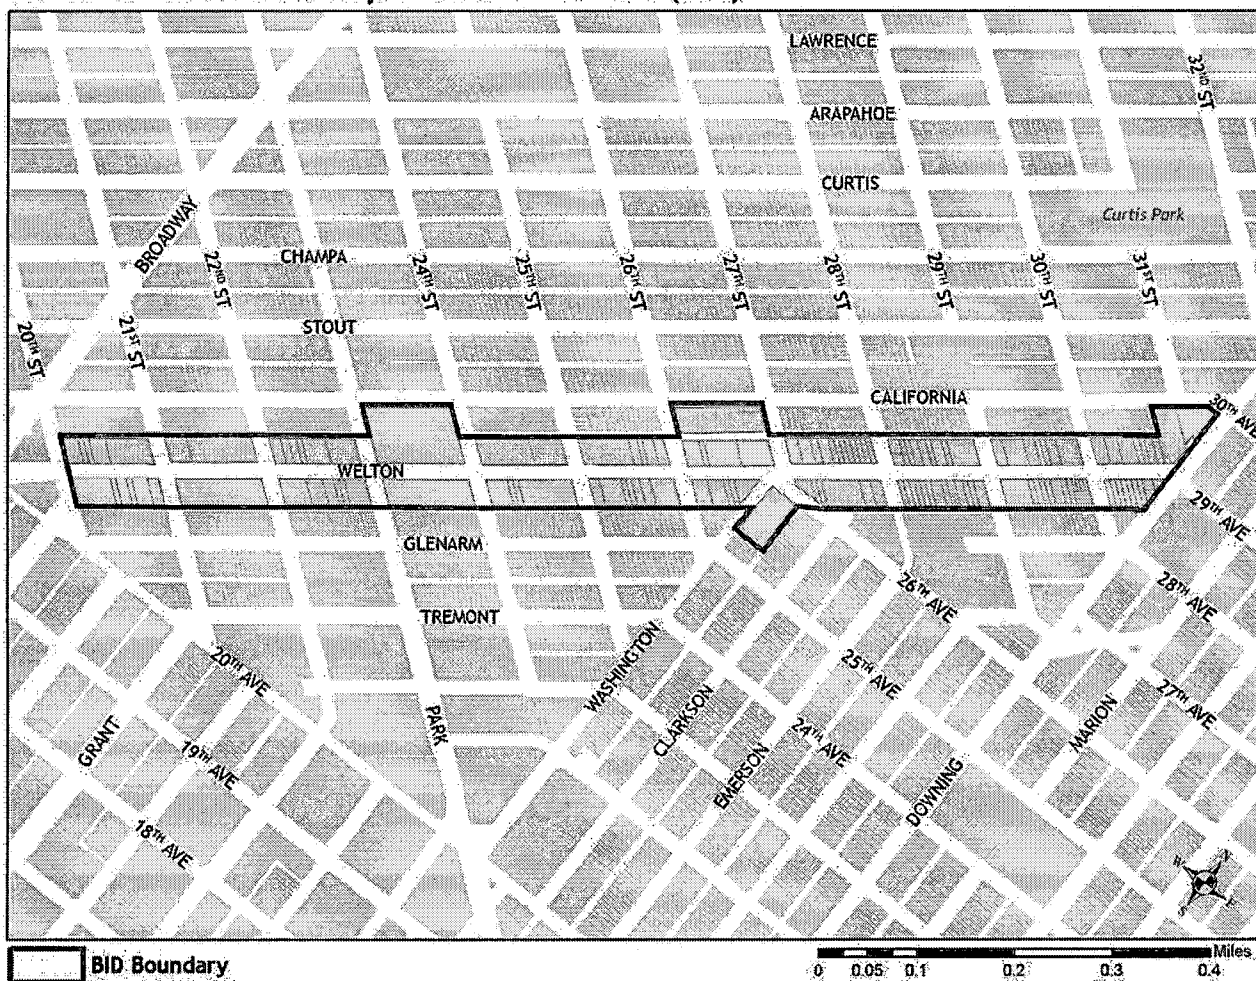 LAWRENCE
32ND ST
ARAPAHOE
CURTIS
Curtis Park
BROADWAY
CHAMPA
22ND ST
24TH ST
25TH ST
26TH ST
27TH ST
28TH ST
29TH ST
30TH ST
31ST ST
20TH ST
21ST ST
STOUT
CALIFORNIA
30TH AVE
WELTON
29TH AVE
GLENARM
26TH AVE
28TH AVE
TREMONT
WASHINGTON
20TH AVE
25TH AVE
27TH AVE
GRANT
PARK
CLARKSON
MARION
19TH AVE
24TH AVE
EMERSON
DOWNING
18TH AVE
N
W
E
S
BID Boundary
Miles
0 0.05 0.1 0.2 0.3 0.4